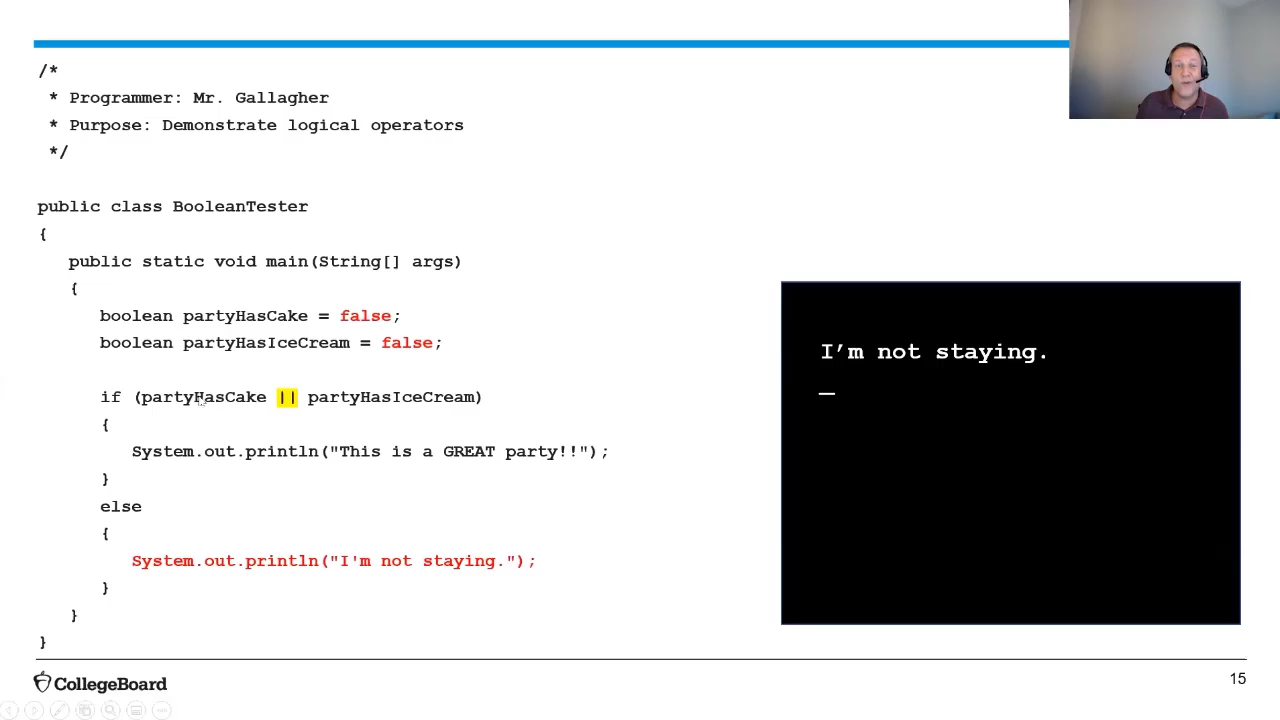 /*
 * Programmer: Mr. Gallagher
 * Purpose: Demonstrate logical operators
 */
public class BooleanTester
{
   public static void main(String[] args)
   {
      boolean partyHasCake = false;
      boolean partyHasIceCream = false;
      if (partyHasCake || partyHasIceCream)
      {
         System.out.println("This is a GREAT party!!");
      }
      else
      {
         System.out.println("I'm not staying.");
      }
   }
}
I’m not staying.
_
CollegeBoard
15